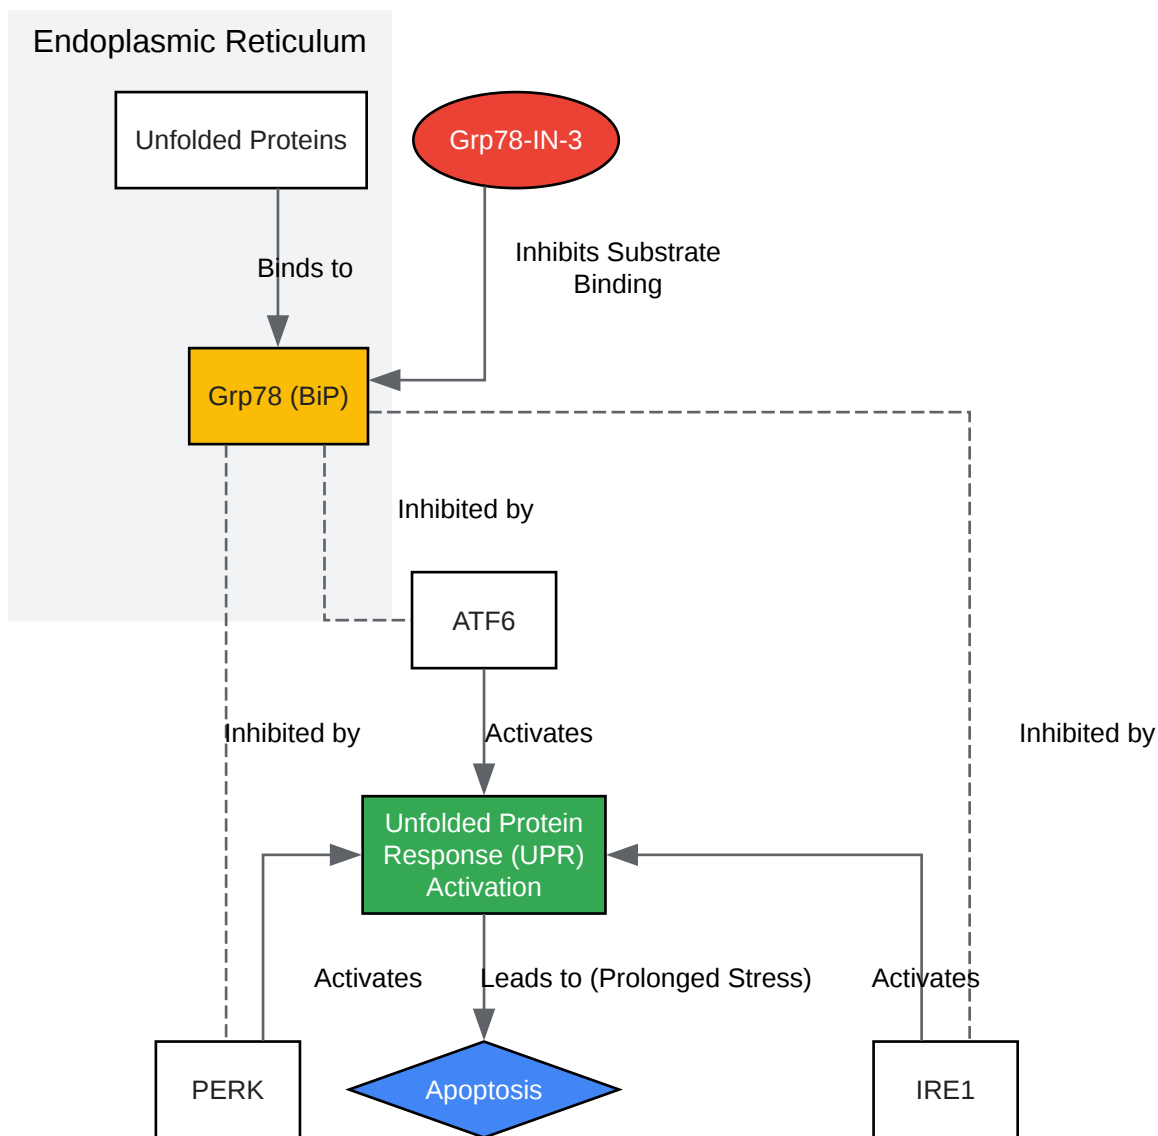 Endoplasmic Reticulum
Unfolded Proteins
Grp78-IN-3
Binds to
Inhibits Substrate
Binding
Grp78 (BiP)
Inhibited by
ATF6
Inhibited by
Activates
Inhibited by
Unfolded Protein
Response (UPR)
Activation
Activates
Leads to (Prolonged Stress)
Activates
PERK
Apoptosis
IRE1